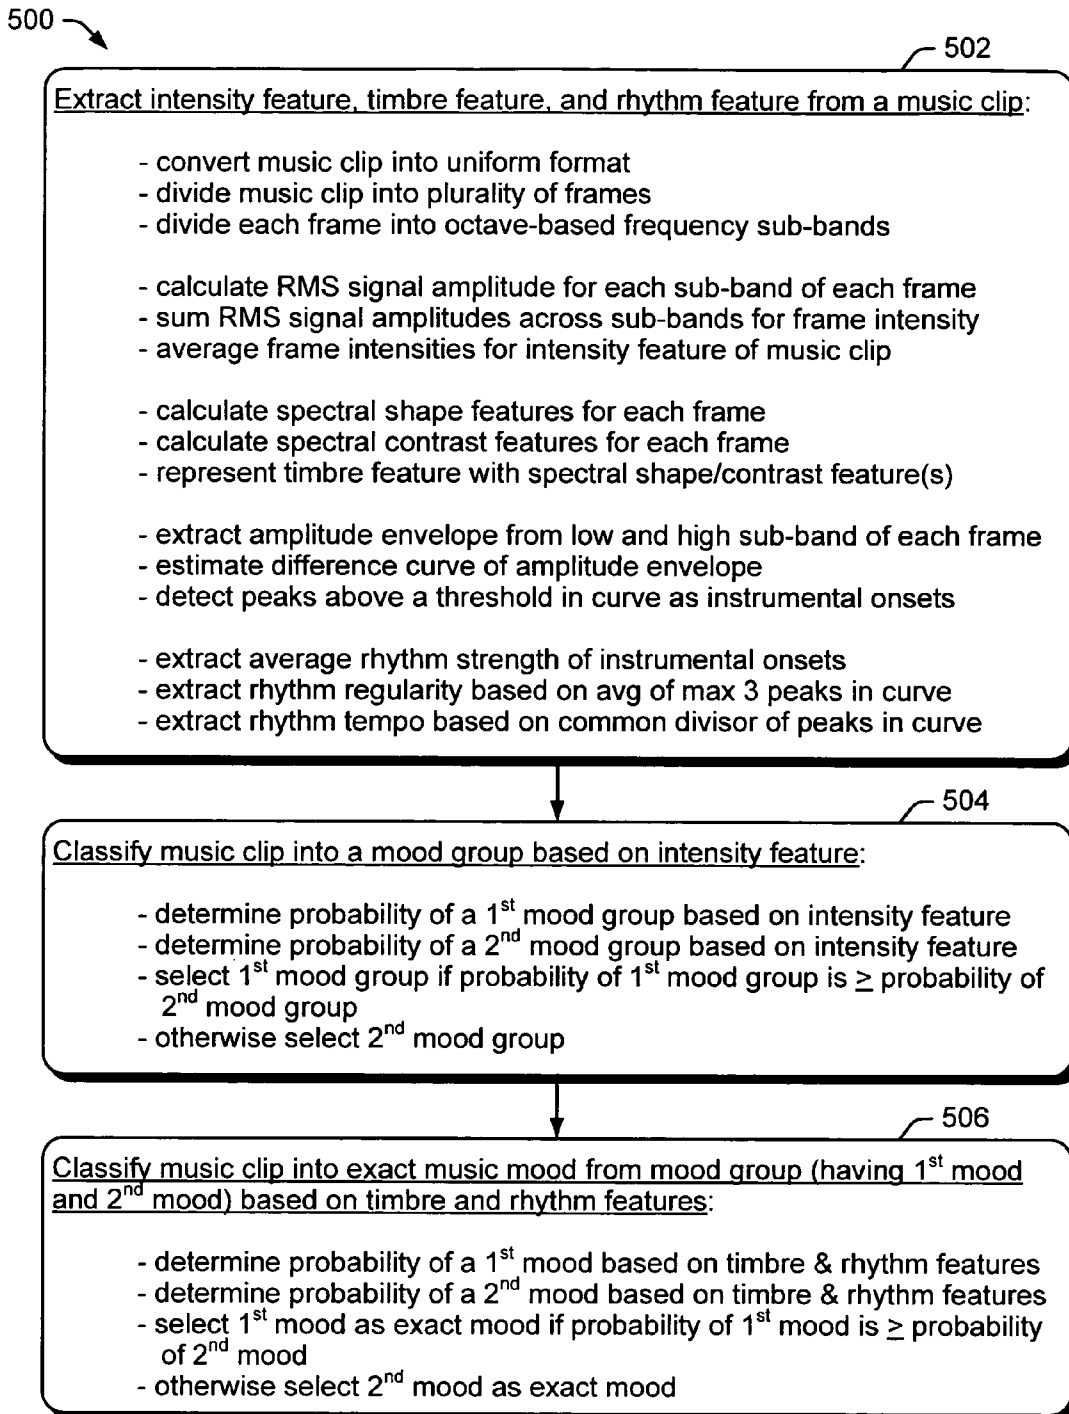 500
502
Extract intensity feature, timbre feature, and rhythm feature from a music clip:
- convert music clip into uniform format
- divide music clip into plurality of frames
- divide each frame into octave-based frequency sub-bands
- calculate RMS signal amplitude for each sub-band of each frame
- sum RMS signal amplitudes across sub-bands for frame intensity
- average frame intensities for intensity feature of music clip
- calculate spectral shape features for each frame
- calculate spectral contrast features for each frame
- represent timbre feature with spectral shape/contrast feature(s)
- extract amplitude envelope from low and high sub-band of each frame
- estimate difference curve of amplitude envelope
- detect peaks above a threshold in curve as instrumental onsets
- extract average rhythm strength of instrumental onsets
- extract rhythm regularity based on avg of max 3 peaks in curve
- extract rhythm tempo based on common divisor of peaks in curve
504
Classify music clip into a mood group based on intensity feature:
- determine probability of a 1st mood group based on intensity feature
- determine probability of a 2nd mood group based on intensity feature
- select 1st mood group if probability of 1st mood group is ≥ probability of
2nd mood group
- otherwise select 2nd mood group
506
Classify music clip into exact music mood from mood group (having 1st mood
and 2nd mood) based on timbre and rhythm features:
- determine probability of a 1st mood based on timbre & rhythm features
- determine probability of a 2nd mood based on timbre & rhythm features
- select 1st mood as exact mood if probability of 1st mood is ≥ probability
of 2nd mood
- otherwise select 2nd mood as exact mood